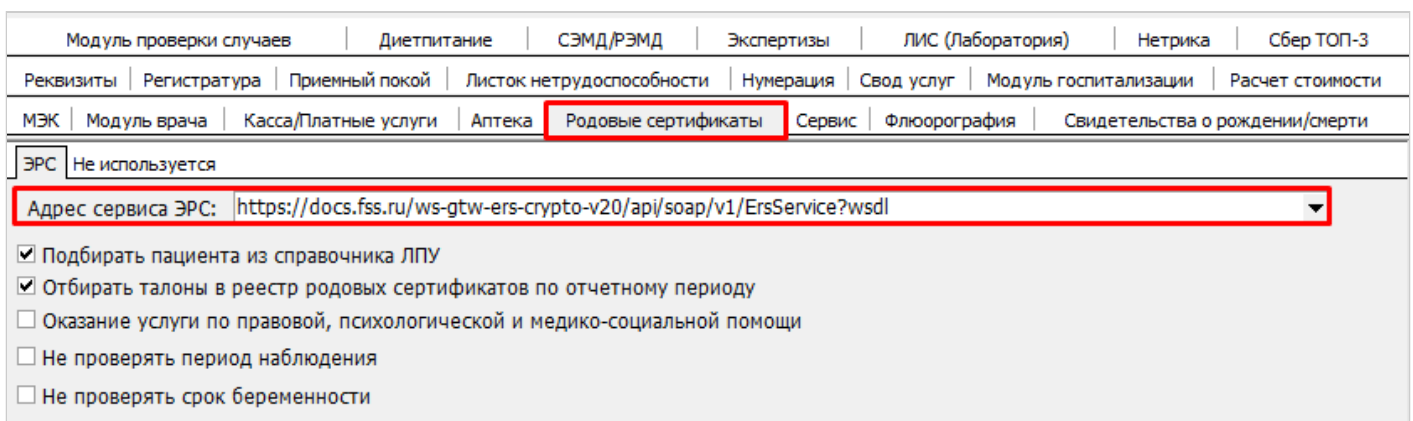 Модуль проверки случаев Диетпитание СЭМД/РЭМД Экспертизы ЛИС (Лаборатория) Нетрика Сбер ТОП-3
Реквизиты Регистратура Приемный покой Листок нетрудоспособности Нумерация Свод услуг Модуль госпитализации Расчет стоимости
МЭК Модуль врача Касса/Платные услуги Аптека Родовые сертификаты Сервис Флюорография Свидетельства о рождении/смерти
ЭРС Не используется
Адрес сервиса ЭРС: https://docs.fss.ru/ws-gtw-ers-crypto-v20/api/soap/v1/ErsService?wsdl
Подбирать пациента из справочника ЛПУ
Отбирать талоны в реестр родовых сертификатов по отчетному периоду
Оказание услуги по правовой, психологической и медико-социальной помощи
Не проверять период наблюдения
Не проверять срок беременности